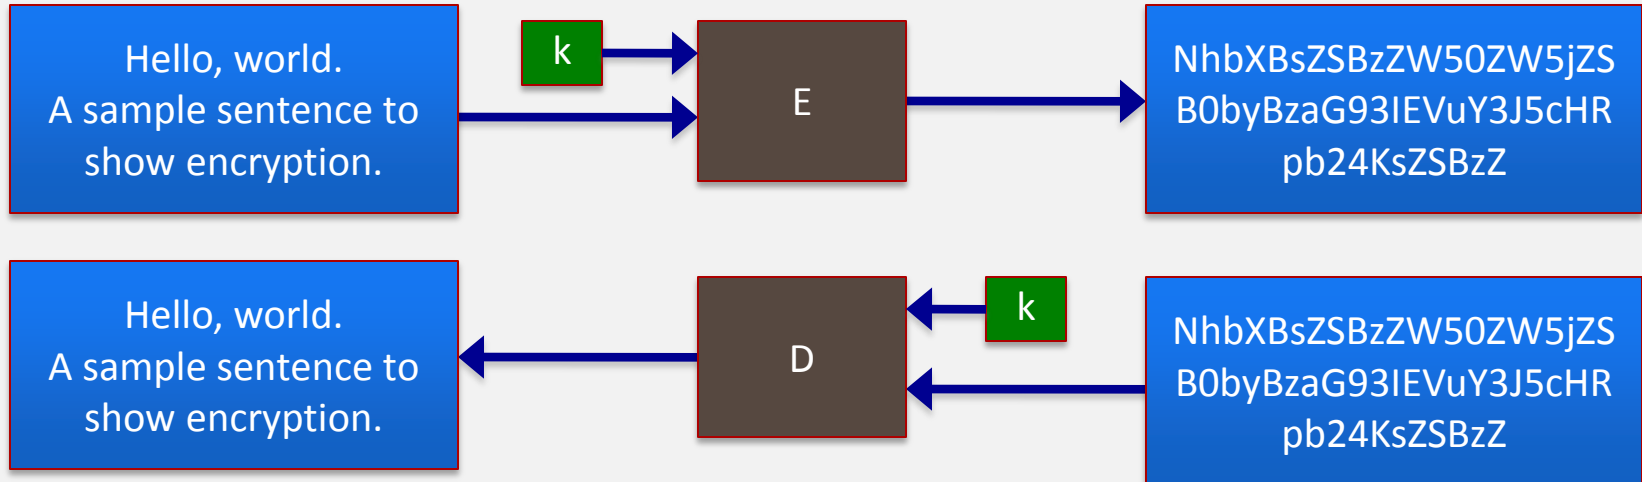 Hello, world.
A sample sentence to
show encryption.
k
E
NhbXBsZSBzZW50ZW5jZS
B0byBzaG93IEVuY3J5cHR
pb24KsZSBzZ
Hello, world.
A sample sentence to
show encryption.
D
k
NhbXBsZSBzZW50ZW5jZS
B0byBzaG93IEVuY3J5cHR
pb24KsZSBzZ